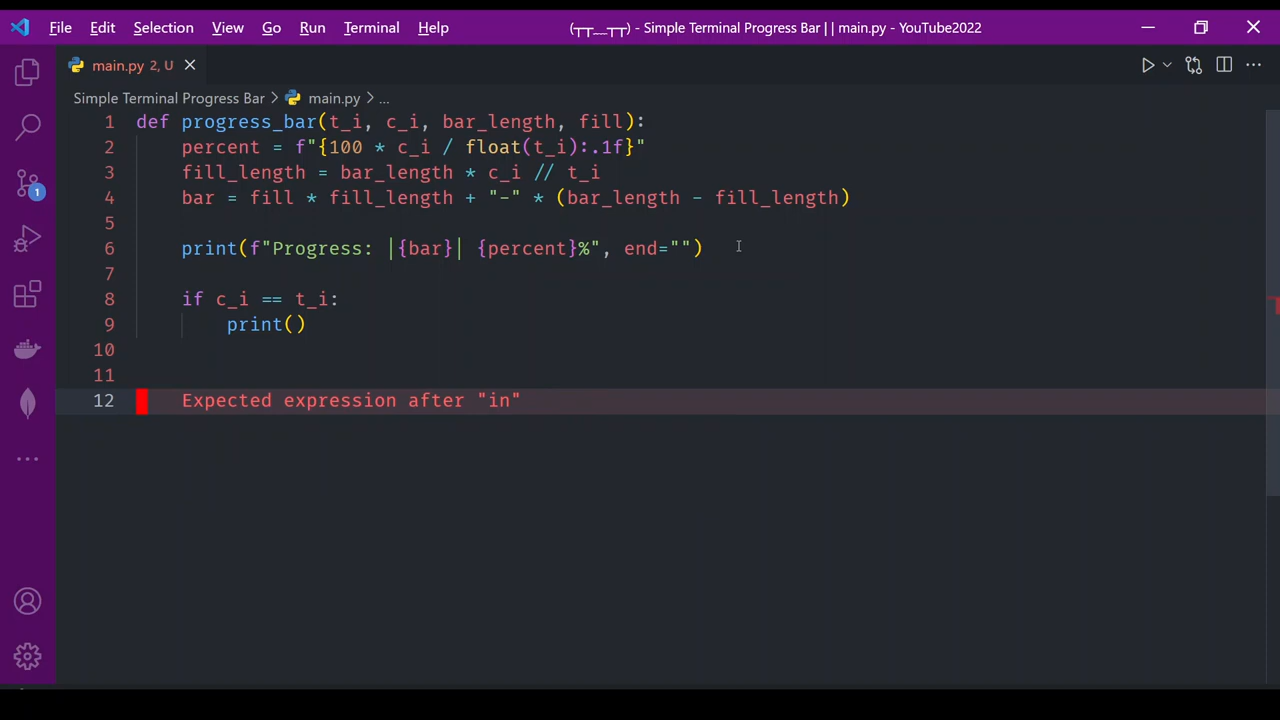 File Edit Selection View Go Run Terminal Help (┬┬﹏┬┬) - Simple Terminal Progress Bar | | main.py - YouTube2022
main.py 2, U
Simple Terminal Progress Bar > main.py > ...
1 def progress_bar(t_i, c_i, bar_length, fill):
2     percent = f"{100 * c_i / float(t_i):.1f}"
3     fill_length = bar_length * c_i // t_i
4     bar = fill * fill_length + "-" * (bar_length - fill_length)
5
6     print(f"Progress: |{bar}| {percent}%", end="")
7
8     if c_i == t_i:
9         print()
10
11
12     Expected expression after "in"
1